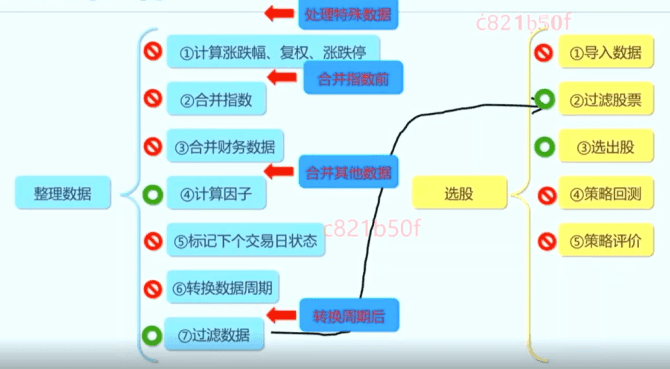 处理特殊数据
c821b50f
①计算涨跌幅、复权、涨跌停
合并指数前
②合并指数
③合并财务数据
合并其他数据
整理数据
④计算因子
c821b50f
⑤标记下个交易日状态
⑥转换数据周期
转换周期后
⑦过滤数据
选股
①导入数据
②过滤股票
③选出股
④策略回测
⑤策略评价